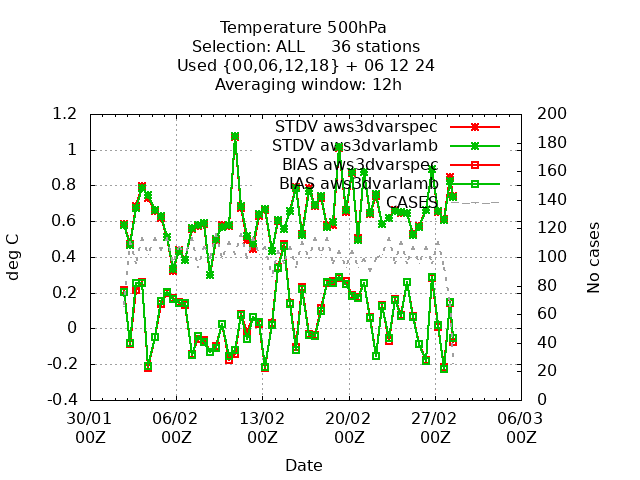 Temperature 500hPa
Selection: ALL 36 stations
Used {00,06,12,18} + 06 12 24
Averaging window: 12h
STDV aws3dvarspec
STDV aws3dvarlamb
BIAS aws3dvarspec
BIAS aws3dvarlamb
CASES
deg C
1.2
1
0.8
0.6
0.4
0.2
0
-0.2
-0.4
No cases
200
180
160
140
120
100
80
60
40
20
0
30/01 06/02 13/02 20/02 27/02 06/03
00Z 00Z 00Z 00Z 00Z 00Z
Date